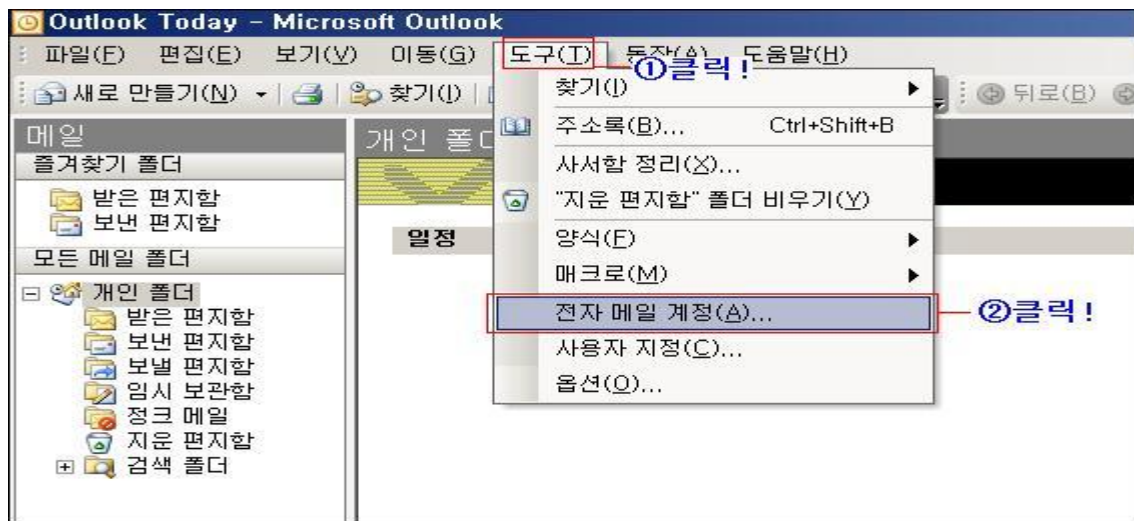 Outlook Today - Microsoft Outlook
파일(F) 편집(E) 보기(V) 이동(G) 도구(T) 동작(A) 도움말(H)
①클릭!
새로 만들기(N) 찾기(I) 뒤로(B)
메일
즐겨찾기 폴더
받은 편지함
보낸 편지함
모든 메일 폴더
개인 폴더
받은 편지함
보낸 편지함
보낼 편지함
임시 보관함
정크 메일
지운 편지함
검색 폴더
개인 폴더
일정
찾기(I)
주소록(B)... Ctrl+Shift+B
사서함 정리(X)...
"지운 편지함" 폴더 비우기(Y)
양식(F)
매크로(M)
전자 메일 계정(A)...
②클릭!
사용자 지정(C)...
옵션(O)...